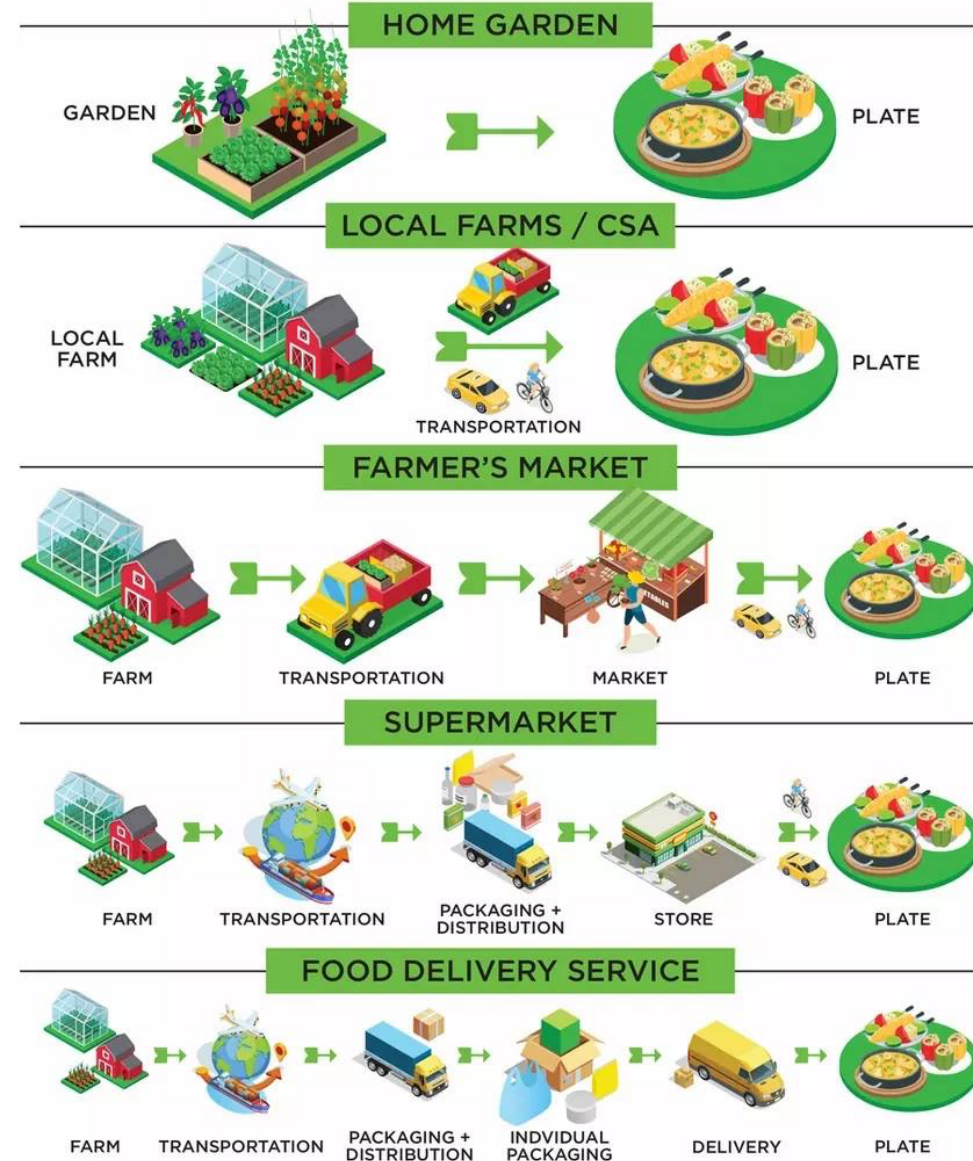 HOME GARDEN
GARDEN
PLATE
LOCAL FARMS / CSA
LOCAL
FARM
TRANSPORTATION
PLATE
FARMER'S MARKET
FARM
TRANSPORTATION
MARKET
PLATE
SUPERMARKET
FARM
TRANSPORTATION
PACKAGING +
DISTRIBUTION
STORE
PLATE
FOOD DELIVERY SERVICE
FARM
TRANSPORTATION
PACKAGING +
DISTRIBUTION
INDVIDUAL
PACKAGING
DELIVERY
PLATE